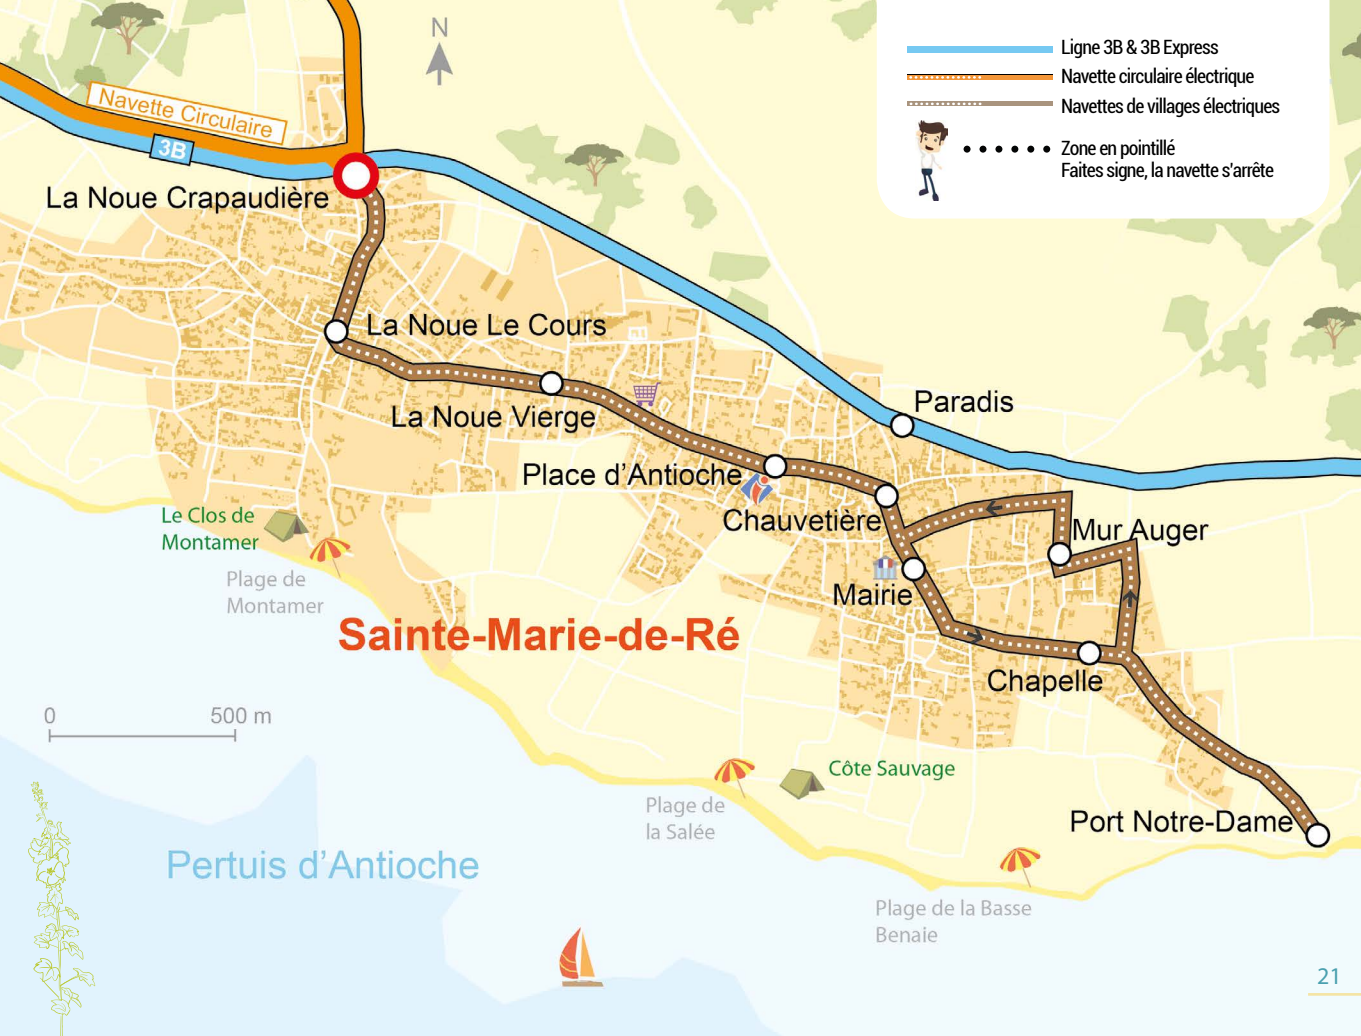 N
Ligne 3B & 3B Express
Navette circulaire électrique
Navettes de villages électriques
Zone en pointillé
Faites signe, la navette s'arrête
Navette Circulaire
3B
La Noue Crapaudière
La Noue Le Cours
La Noue Vierge
Paradis
Place d'Antioche
Chauvetière
Mur Auger
Le Clos de
Montamer
Plage de
Montamer
Mairie
Sainte-Marie-de-Ré
Chapelle
0 500 m
Côte Sauvage
Plage de
la Salée
Port Notre-Dame
Pertuis d'Antioche
Plage de la Basse
Benaie
21